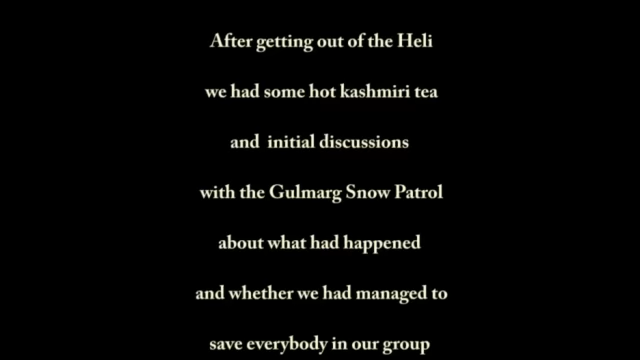 After getting out of the Heli
we had some hot kashmiri tea
and initial discussions
with the Gulmarg Snow Patrol
about what had happened
and whether we had managed to
save everybody in our group